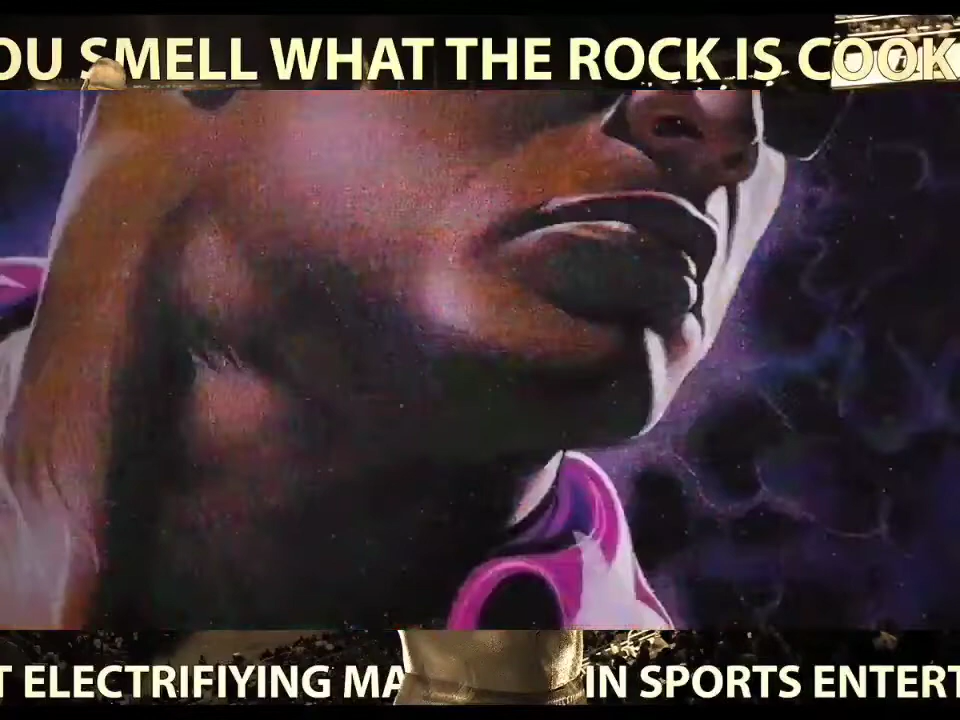 OU SMELL WHAT THE ROCK IS COOK
T ELECTRIFIYING MA IN SPORTS ENTERT